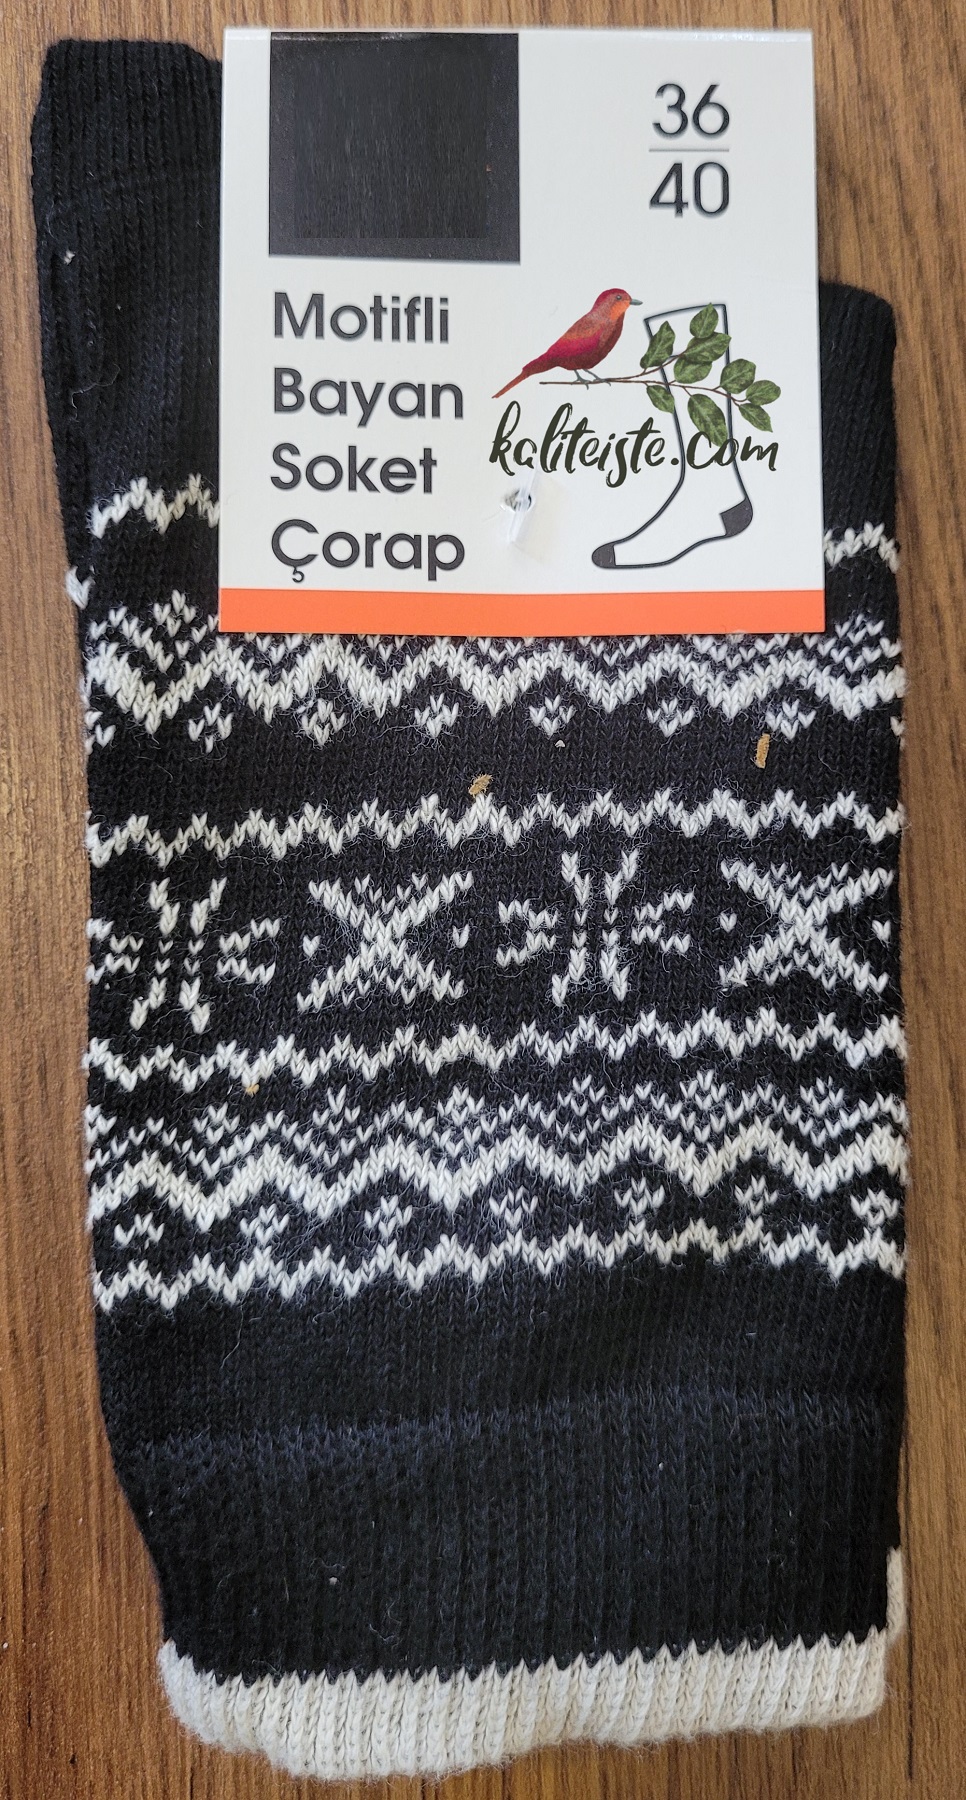 36
40
Motifli
Bayan
Soket
Çorap
kaliteiste.com